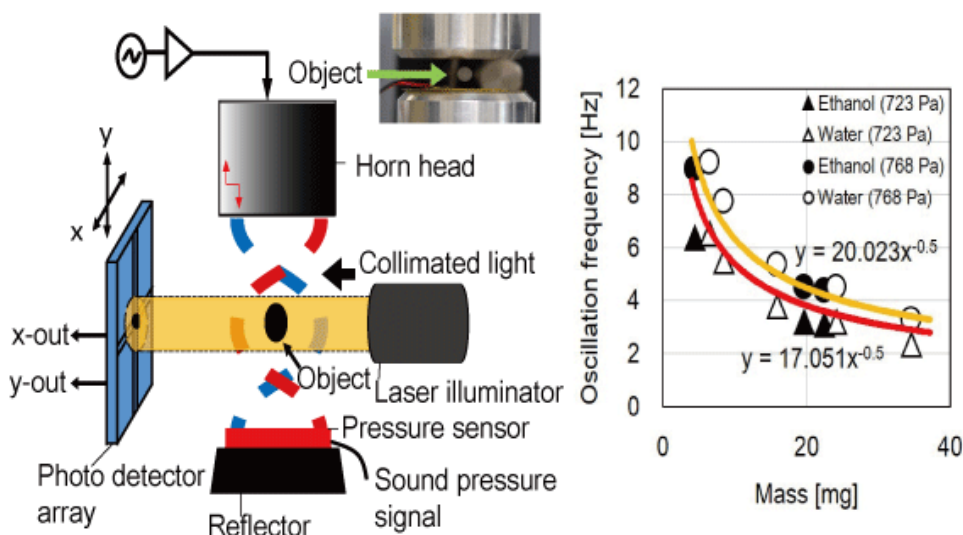 Object
Horn head
y
x
Collimated light
x-out
y-out
Object
Laser illuminator
Pressure sensor
Photo detector
array
Sound pressure
signal
Reflector
Oscillation frequency [Hz]
12
10
8
6
4
2
0
Ethanol (723 Pa)
Water (723 Pa)
Ethanol (768 Pa)
Water (768 Pa)
y = 20.023x-0.5
y = 17.051x-0.5
0
20
40
Mass [mg]